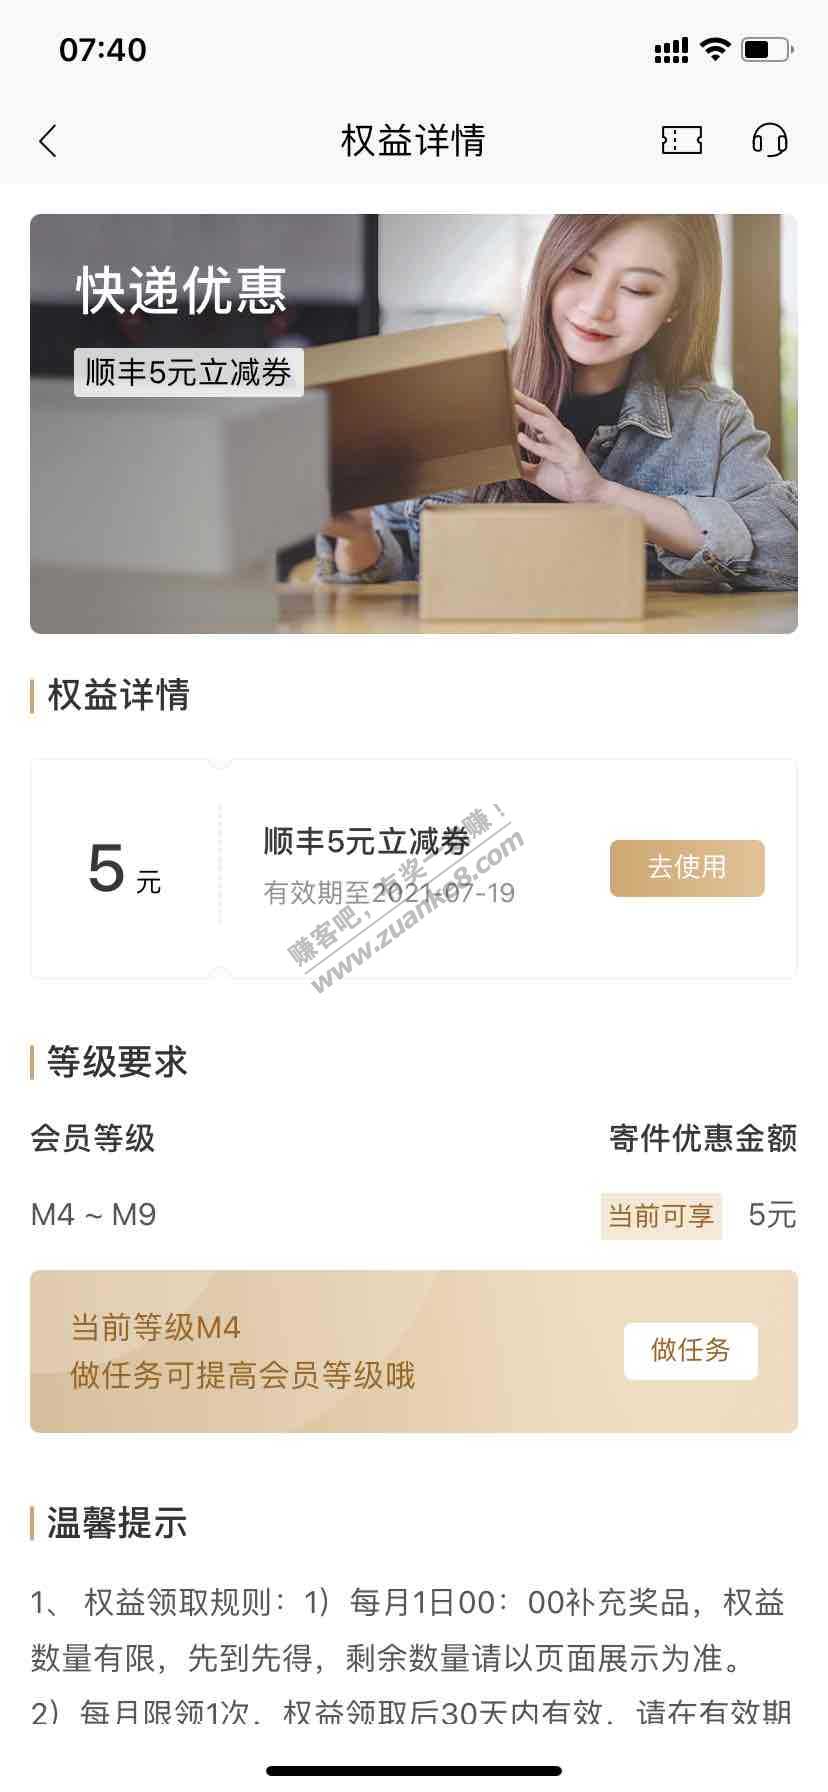 07:40
权益详情
快递优惠
顺丰5元立减券
权益详情
5 元
顺丰5元立减券
有效期至2021-07-19
去使用
赚客吧，有奖一起赚！
www.zuanke8.com
等级要求
会员等级 寄件优惠金额
M4 ~ M9 当前可享 5元
当前等级M4
做任务可提高会员等级哦
做任务
温馨提示
1、 权益领取规则：1）每月1日00：00补充奖品，权益
数量有限，先到先得，剩余数量请以页面展示为准。
2）每月限领1次，权益领取后30天内有效，请在有效期